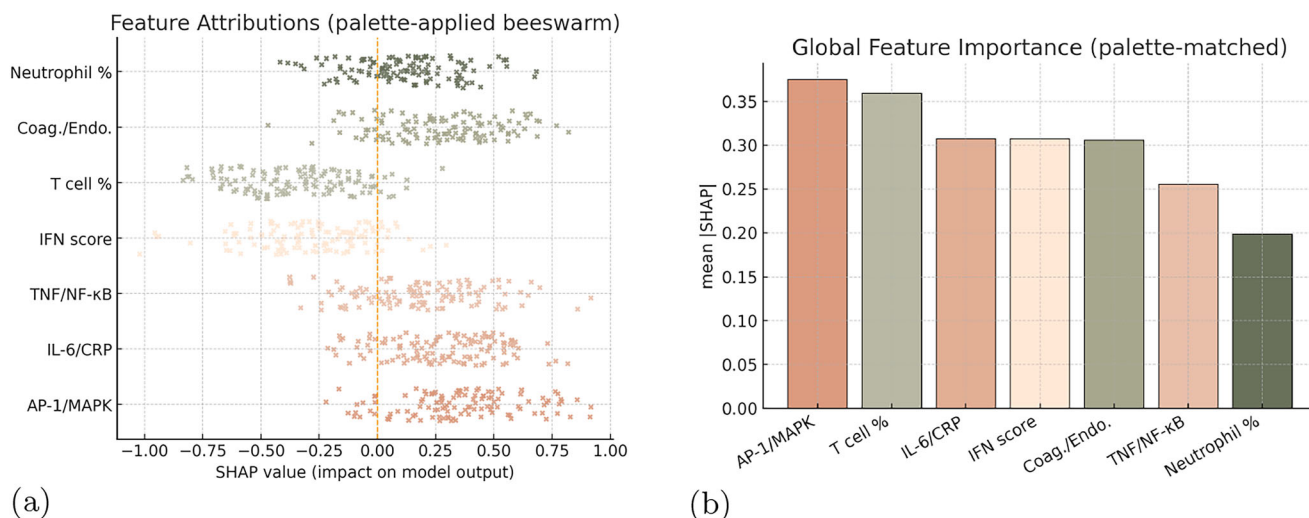 Feature Attributions (palette-applied beeswarm)
Neutrophil %
Coag./Endo.
T cell %
IFN score
TNF/NF-κB
IL-6/CRP
AP-1/MAPK
−1.00 −0.75 −0.50 −0.25 0.00 0.25 0.50 0.75 1.00
SHAP value (impact on model output)
(a)
Global Feature Importance (palette-matched)
mean |SHAP|
0.35
0.30
0.25
0.20
0.15
0.10
0.05
0.00
AP-1/MAPK
T cell %
IL-6/CRP
IFN score
Coag./Endo.
TNF/NF-κB
Neutrophil %
(b)